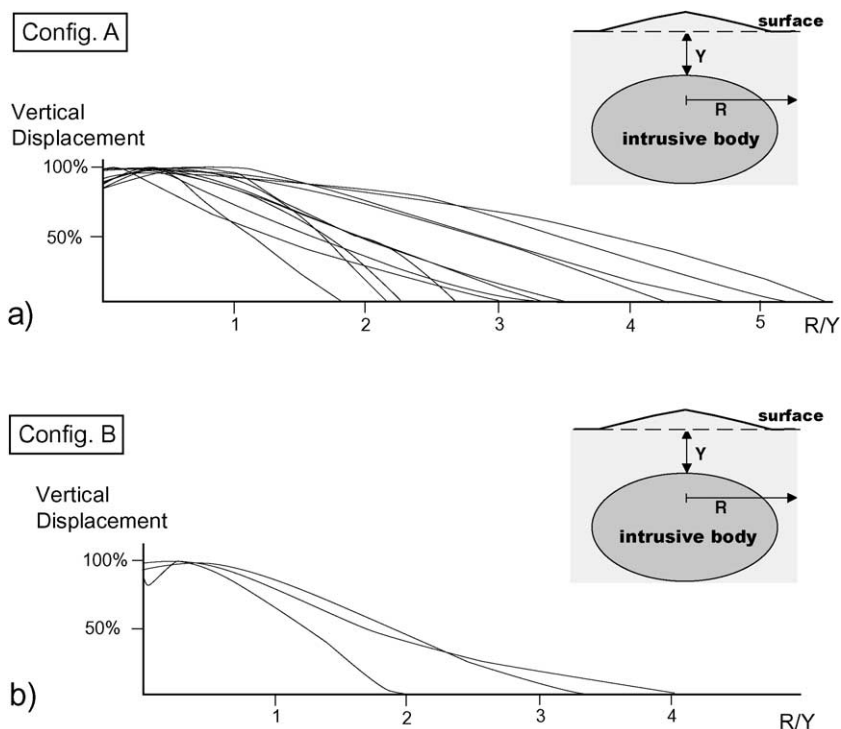 Config. A
surface
Y
R
intrusive body
Vertical
Displacement
100%
50%
1 2 3 4 5 R/Y
a)
Config. B
surface
Y
R
intrusive body
Vertical
Displacement
100%
50%
1 2 3 4 R/Y
b)